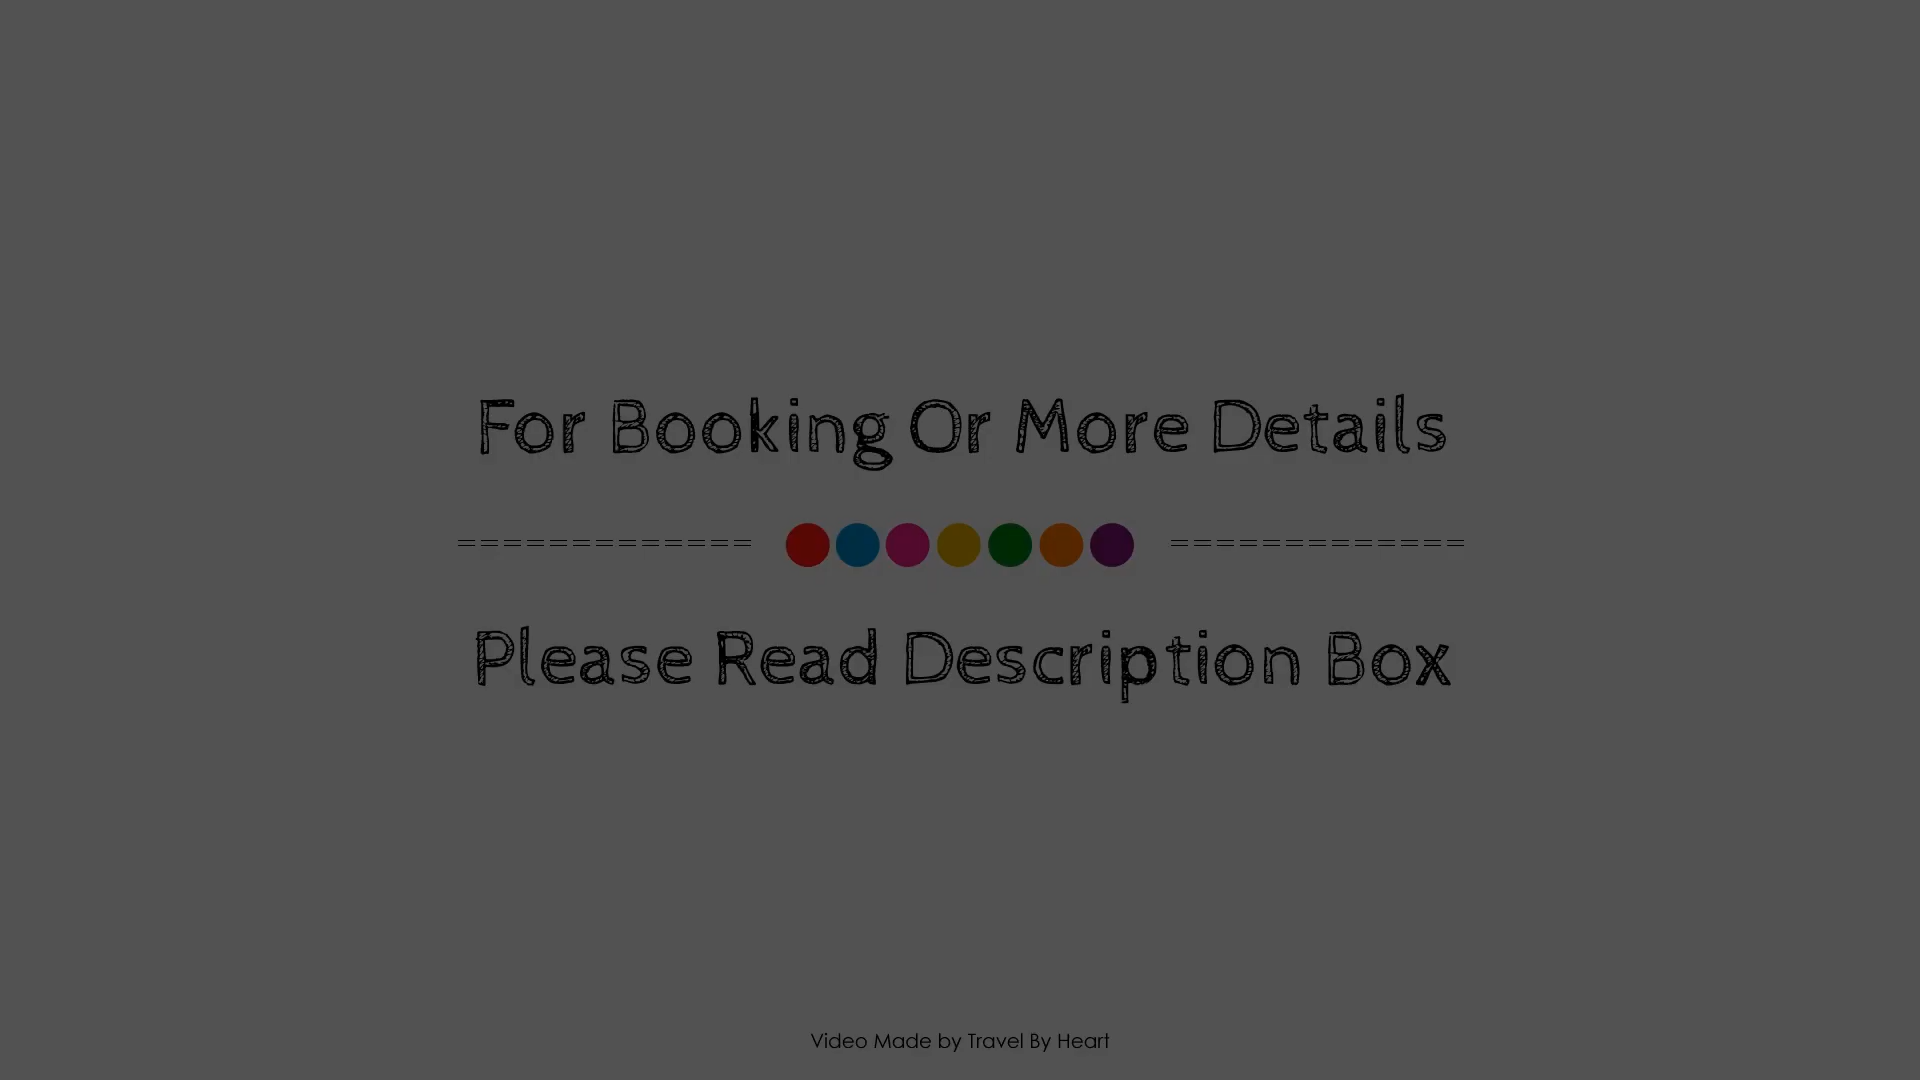 For Booking Or More Details
============= =============
Please Read Description Box
Video Made by Travel By Heart